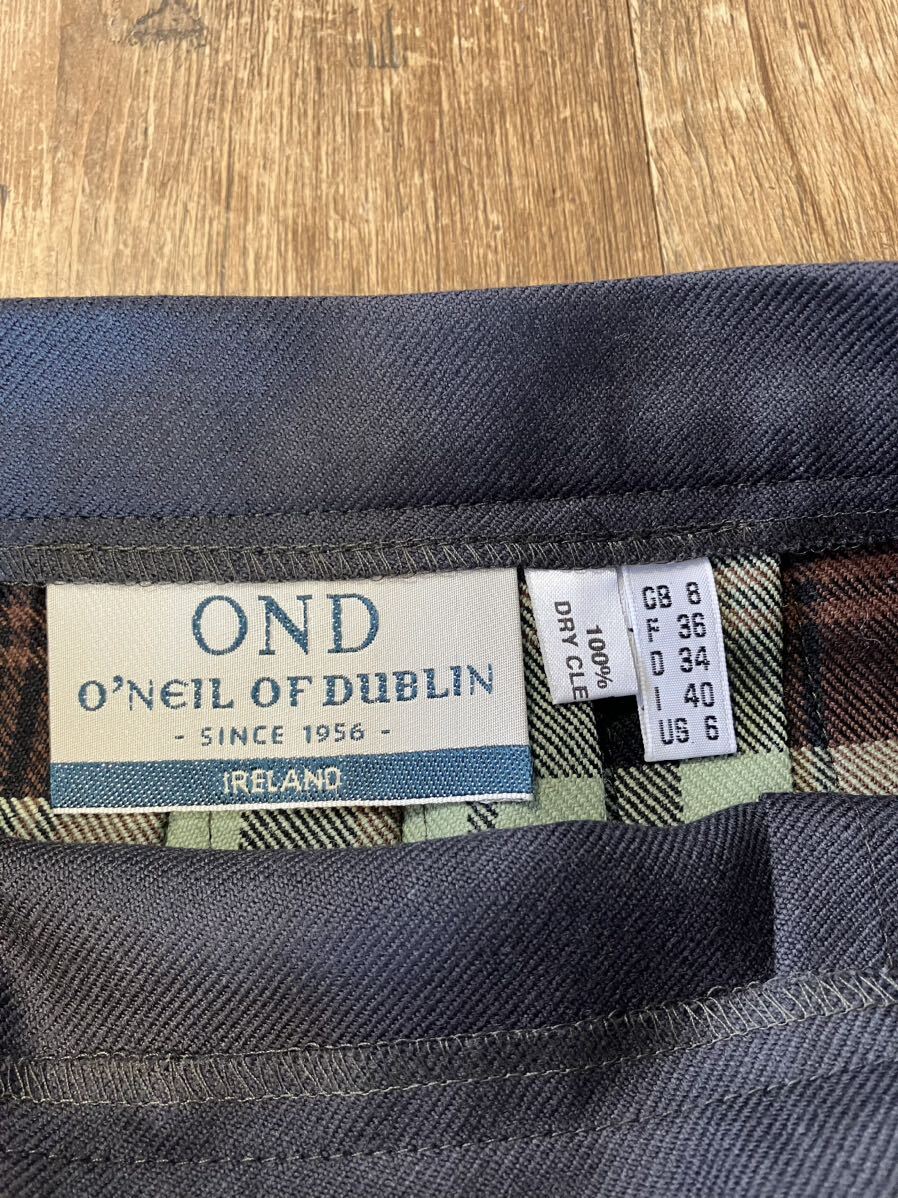 OND
O'NEIL OF DUBLIN
- SINCE 1956 -
IRELAND
100%
DRY CLE
GB 8
F 36
D 34
I 40
US 6